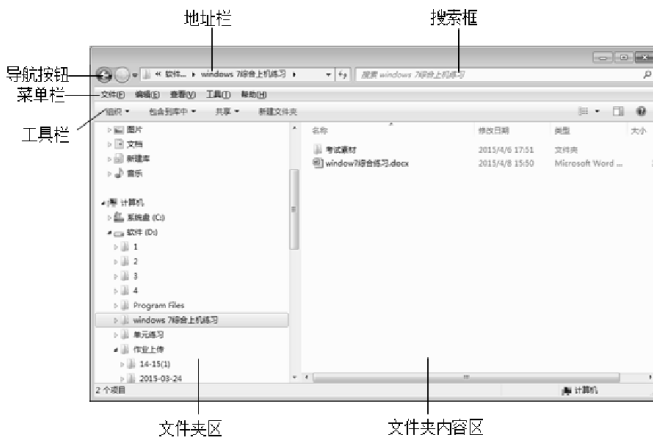 地址栏
搜索框
导航按钮
软件... ▸ windows 7综合上机练习 ▸
搜索 windows 7综合上机练习
菜单栏
文件(F) 编辑(E) 查看(V) 工具(T) 帮助(H)
工具栏
组织 包含到库中 共享 新建文件夹
图片
文档
新建库
音乐
计算机
系统盘 (C:)
软件 (D:)
1
2
3
4
Program Files
windows 7综合上机练习
单元练习
作业上传
14-15(1)
2015-03-24
名称 修改日期 类型 大小
考试素材 2015/4/6 17:51 文件夹
window7综合练习.docx 2015/4/8 15:50 Microsoft Word ...
2 个项目
计算机
文件夹区
文件夹内容区